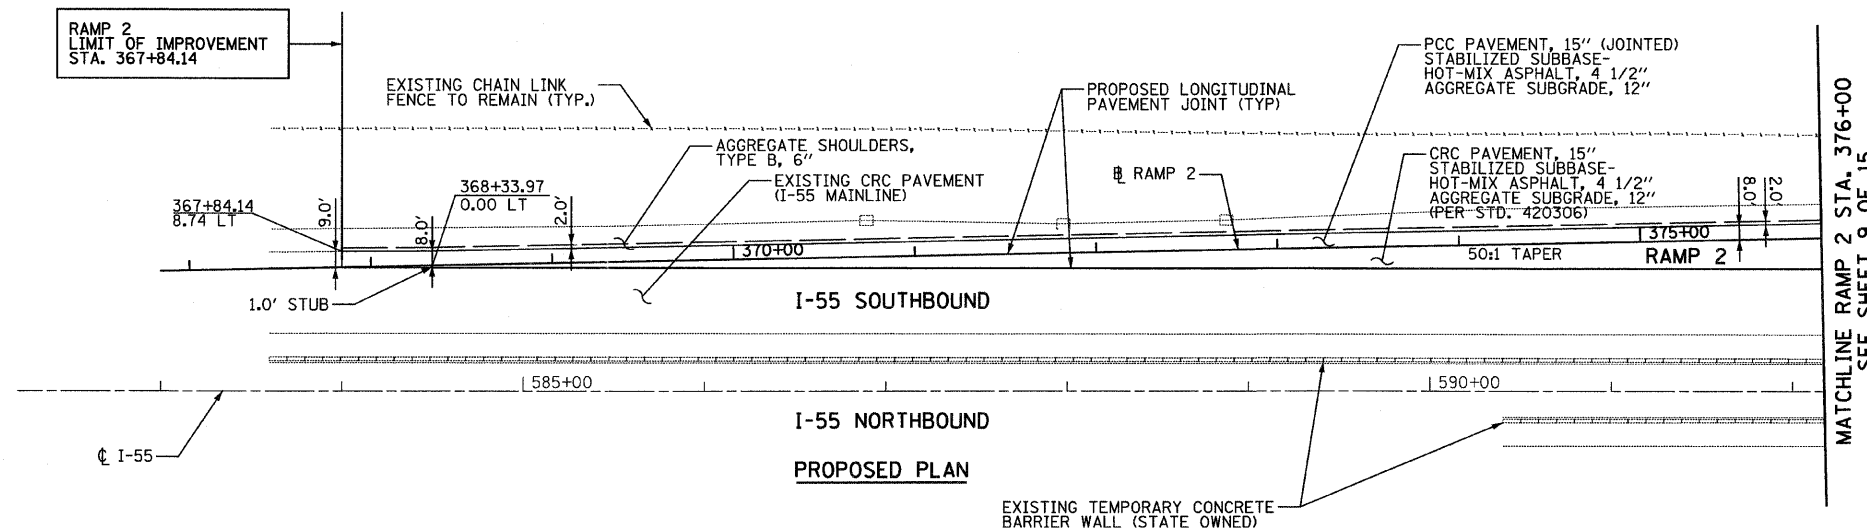 RAMP 2
LIMIT OF IMPROVEMENT
STA. 367+84.14
EXISTING CHAIN LINK
FENCE TO REMAIN (TYP.)
PROPOSED LONGITUDINAL
PAVEMENT JOINT (TYP)
PCC PAVEMENT, 15" (JOINTED)
STABILIZED SUBBASE-
HOT-MIX ASPHALT, 4 1/2"
AGGREGATE SUBGRADE, 12"
AGGREGATE SHOULDERS,
TYPE B, 6"
EXISTING CRC PAVEMENT
(I-55 MAINLINE)
℄ RAMP 2
CRC PAVEMENT, 15"
STABILIZED SUBBASE-
HOT-MIX ASPHALT, 4 1/2"
AGGREGATE SUBGRADE, 12"
(PER STD. 420306)
367+84.14
8.74 LT
9.0'
8.0'
368+33.97
0.00 LT
2.0'
370+00
375+00
8.0'
2.0'
50:1 TAPER
RAMP 2
1.0' STUB
I-55 SOUTHBOUND
585+00
590+00
I-55 NORTHBOUND
℄ I-55
PROPOSED PLAN
EXISTING TEMPORARY CONCRETE
BARRIER WALL (STATE OWNED)
MATCHLINE RAMP 2 STA. 376+00
SEE SHEET 9 OF 15